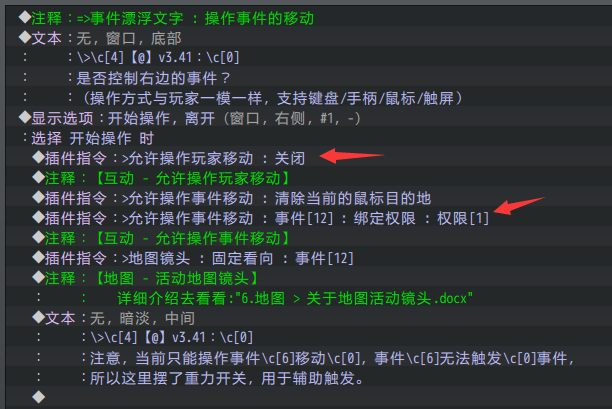 ◆注释：=>事件漂浮文字 : 操作事件的移动
◆文本：无, 窗口, 底部
：　　：\>\c[4]【@】v3.41：\c[0]
：　　：是否控制右边的事件？
：　　：（操作方式与玩家一模一样，支持键盘/手柄/鼠标/触屏）
◆显示选项：开始操作, 离开 (窗口, 右侧, #1, -)
：选择 开始操作 时
◆插件指令：>允许操作玩家移动 : 关闭
◆注释：【互动 - 允许操作玩家移动】
◆插件指令：>允许操作事件移动 : 清除当前的鼠标目的地
◆插件指令：>允许操作事件移动 : 事件[12] : 绑定权限 : 权限[1]
◆注释：【互动 - 允许操作事件移动】
◆插件指令：>地图镜头 : 固定看向 : 事件[12]
◆注释：【地图 - 活动地图镜头】
：　　：　　详细介绍去看看:"6.地图 > 关于地图活动镜头.docx"
◆文本：无, 暗淡, 中间
：　　：\>\c[4]【@】v3.41：\c[0]
：　　：注意，当前只能操作事件\c[6]移动\c[0]，事件\c[6]无法触发\c[0]事件，
：　　：所以这里摆了重力开关，用于辅助触发。
◆